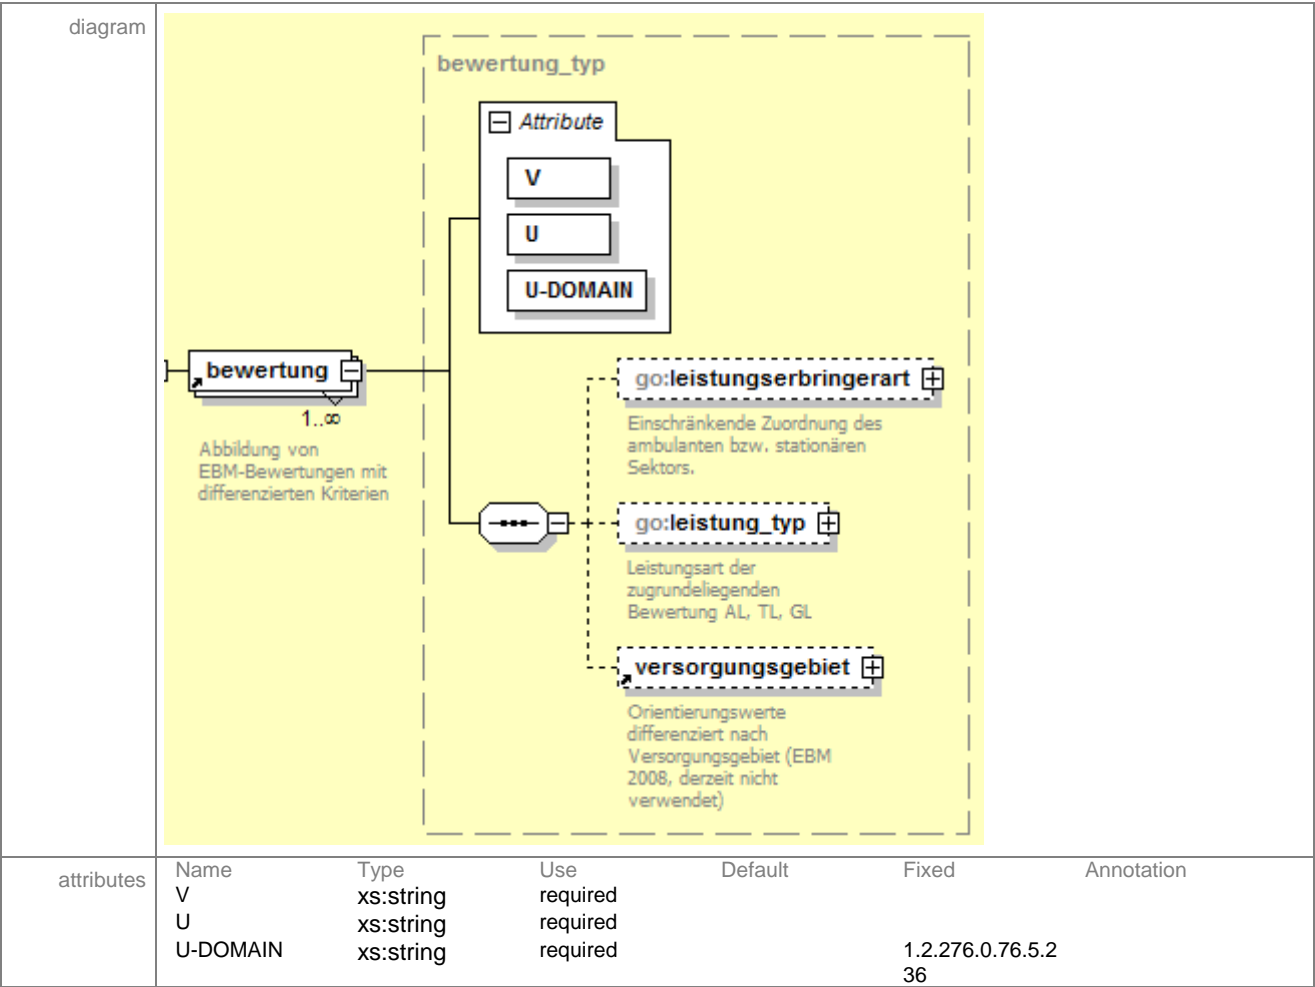 diagram
bewertung_typ
Attribute
V
U
U-DOMAIN
bewertung
1..∞
Abbildung von
EBM-Bewertungen mit
differenzierten Kriterien
go:leistungserbringerart
Einschränkende Zuordnung des
ambulanten bzw. stationären
Sektors.
go:leistung_typ
Leistungsart der
zugrundeliegenden
Bewertung AL, TL, GL
versorgungsgebiet
Orientierungswerte
differenziert nach
Versorgungsgebiet (EBM
2008, derzeit nicht
verwendet)
attributes
Name Type Use Default Fixed Annotation
V xs:string required
U xs:string required
U-DOMAIN xs:string required 1.2.276.0.76.5.2
36